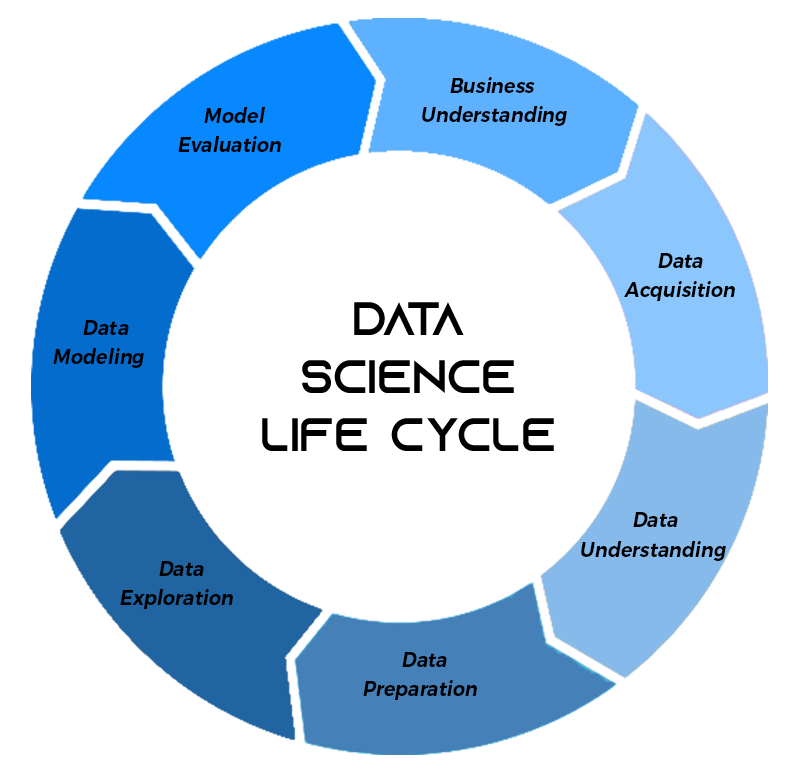 DATA
SCIENCE
LIFE CYCLE
Business
Understanding
Data
Acquisition
Data
Understanding
Data
Preparation
Data
Exploration
Data
Modeling
Model
Evaluation